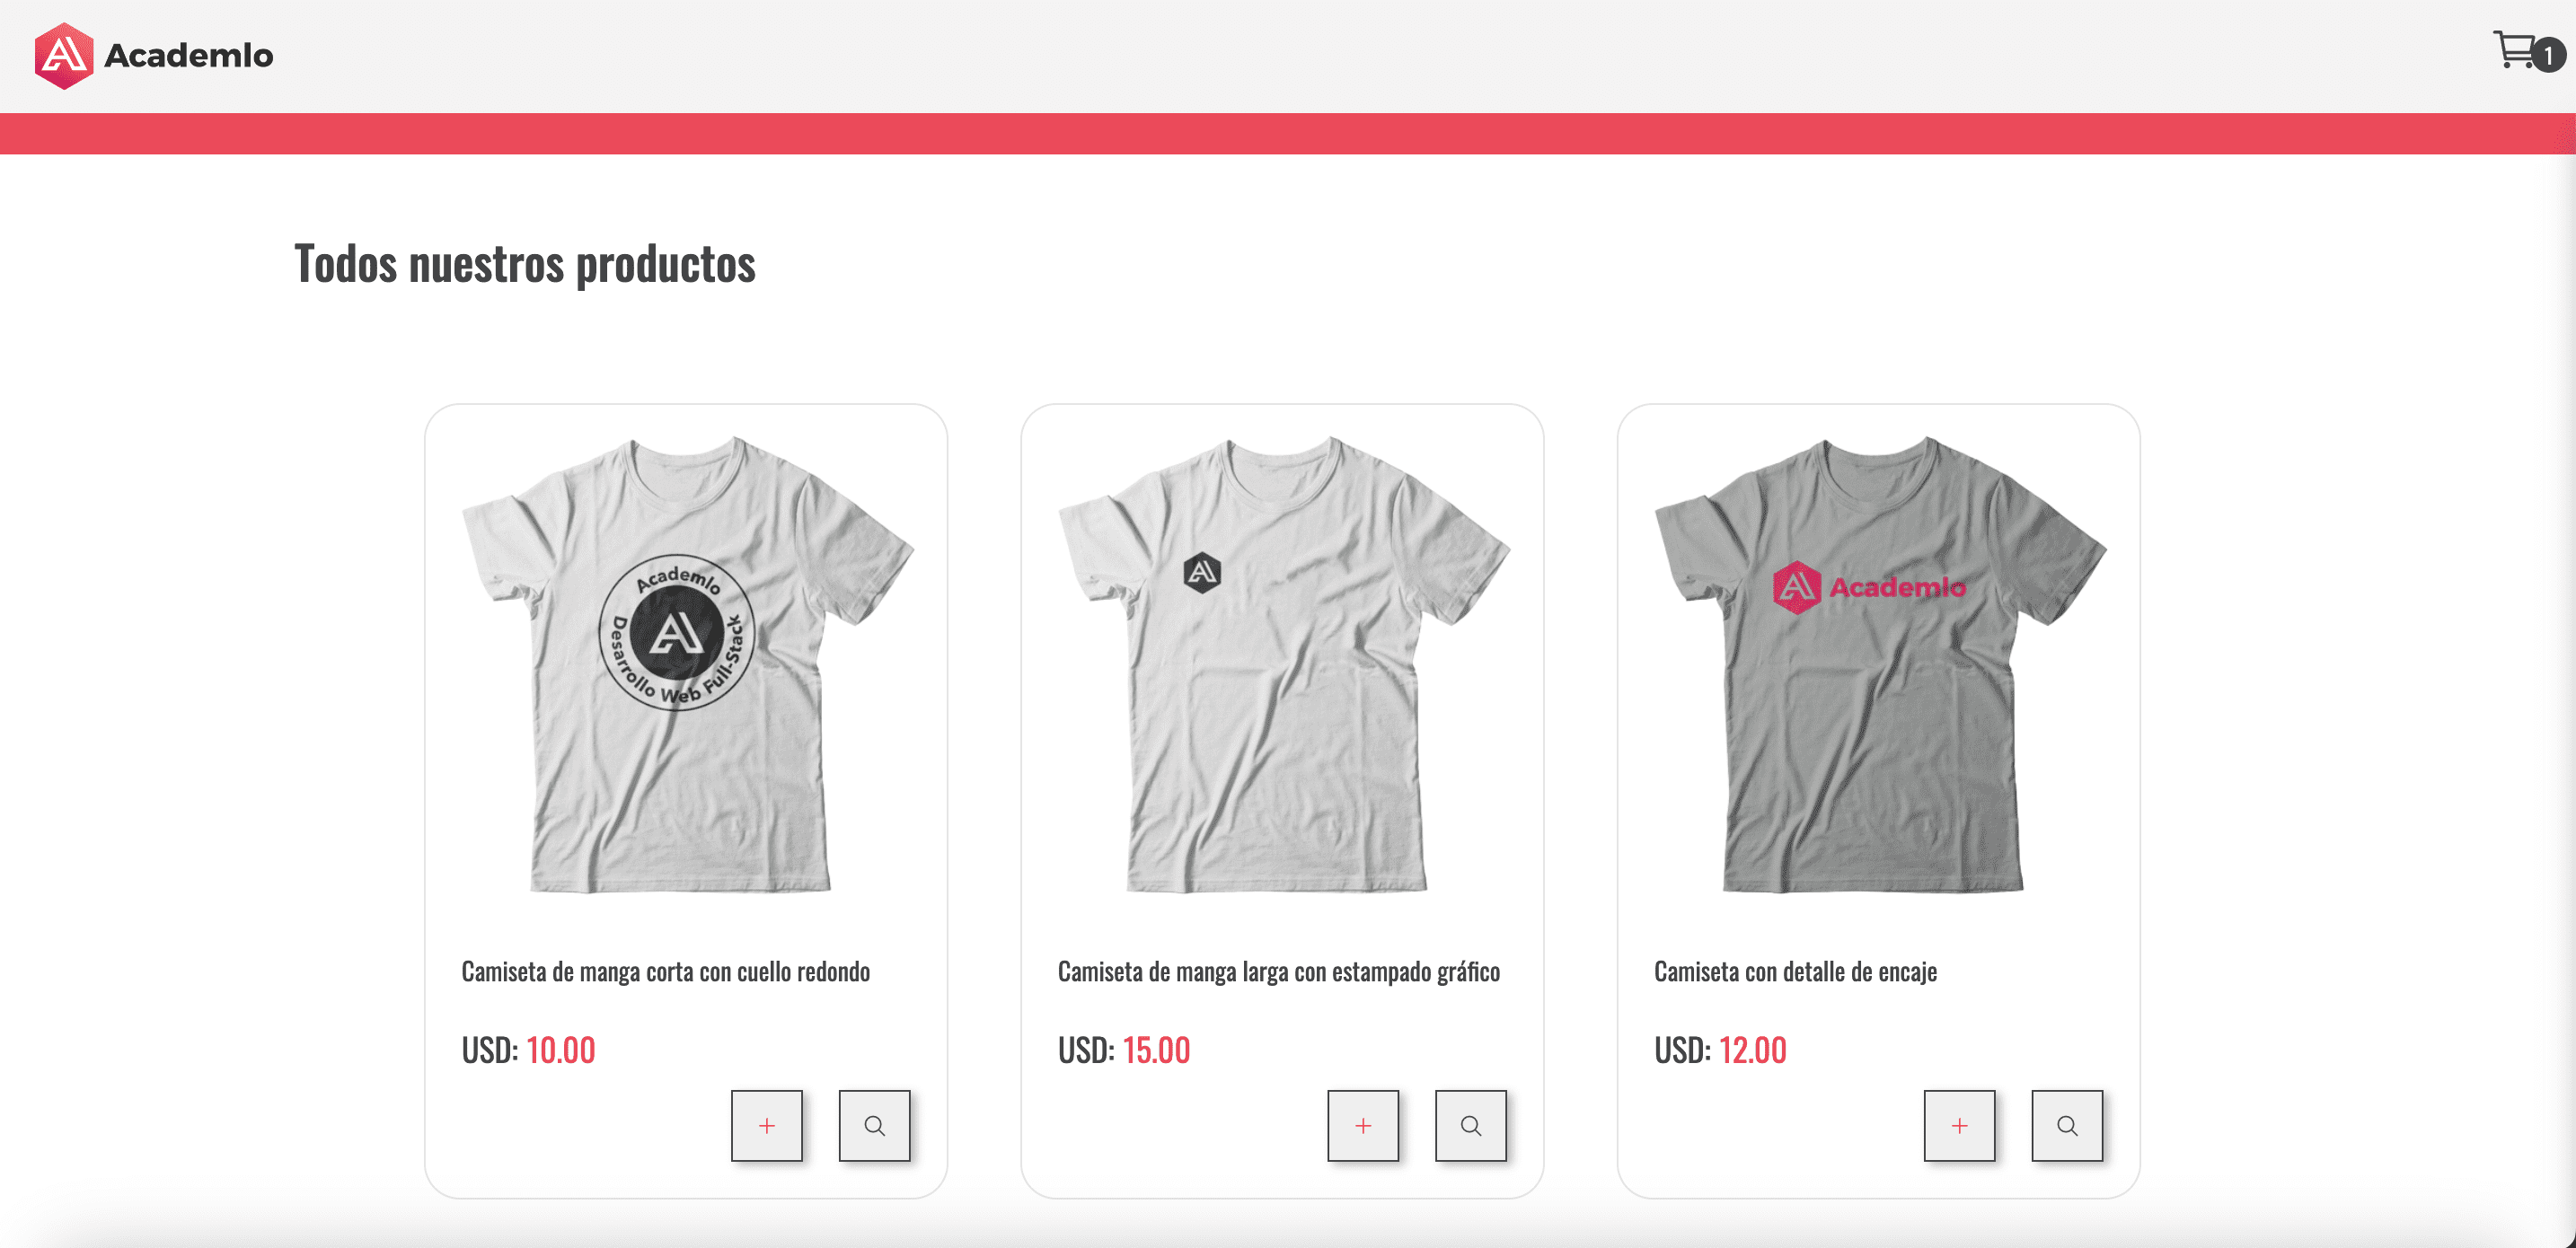 Academlo
1
Todos nuestros productos
Academlo
Desarrollo Web Full-Stack
Academlo
Camiseta de manga corta con cuello redondo
Camiseta de manga larga con estampado gráfico
Camiseta con detalle de encaje
USD: 10.00
USD: 15.00
USD: 12.00